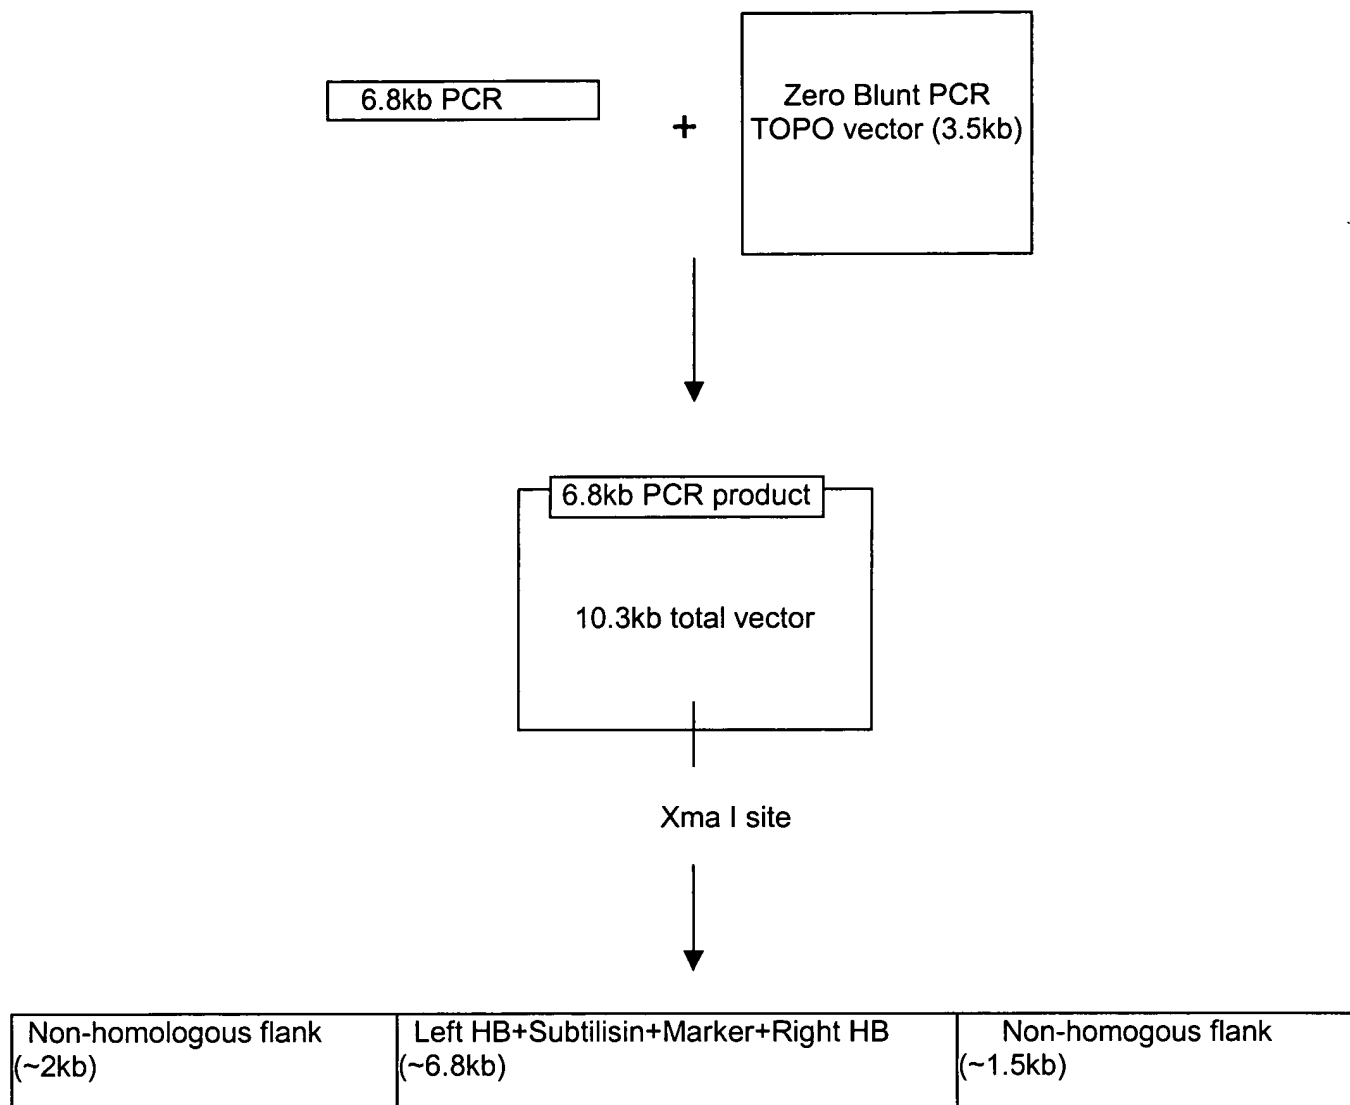 6.8kb PCR
+
Zero Blunt PCR
TOPO vector (3.5kb)
6.8kb PCR product
10.3kb total vector
Xma I site
Non-homologous flank
(~2kb)
Left HB+Subtilisin+Marker+Right HB
(~6.8kb)
Non-homogous flank
(~1.5kb)